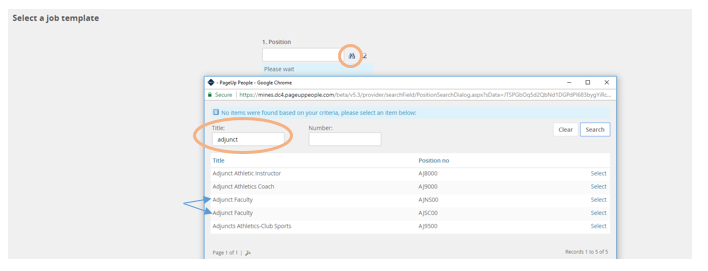 Select a job template
1. Position
Please wait
- PageUp People - Google Chrome
Secure | https://mines.dc4.pageuppeople.com/beta/v5.3/provider/searchField/PositionSearchDialog.aspx?sData=
No items were found based on your criteria, please select an item below:
Title: Number:
adjunct Clear Search
Title Position no
Adjunct Athletic Instructor AJ8000 Select
Adjunct Athletics Coach AJ9000 Select
Adjunct Faculty AJNS00 Select
Adjunct Faculty AJSC00 Select
Adjuncts Athletics-Club Sports AJ9500 Select
Page 1 of 1 | Records 1 to 5 of 5